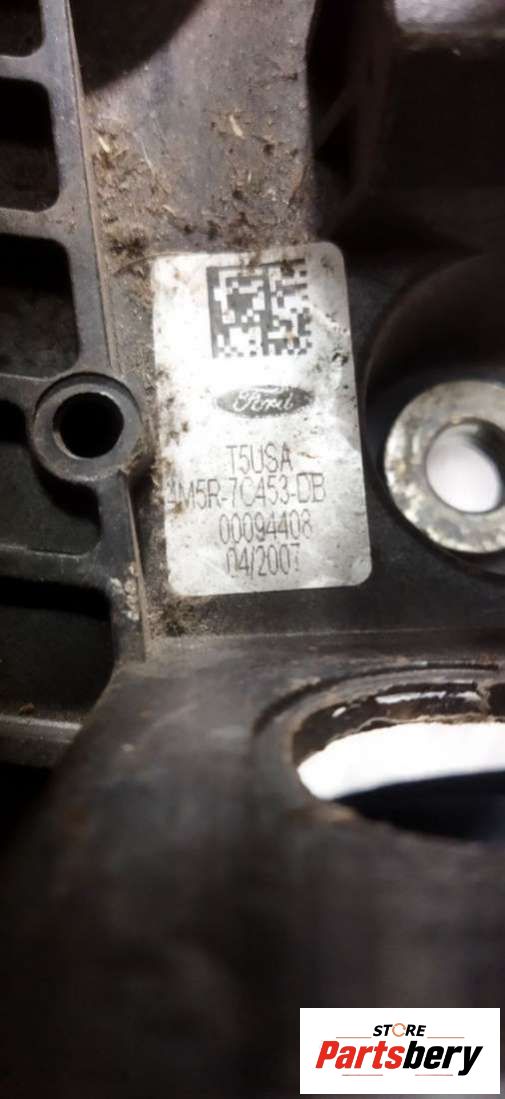 Ford
T5USA
4M5R-7C453-DB
00094408
04/2007
STORE
Partsbery